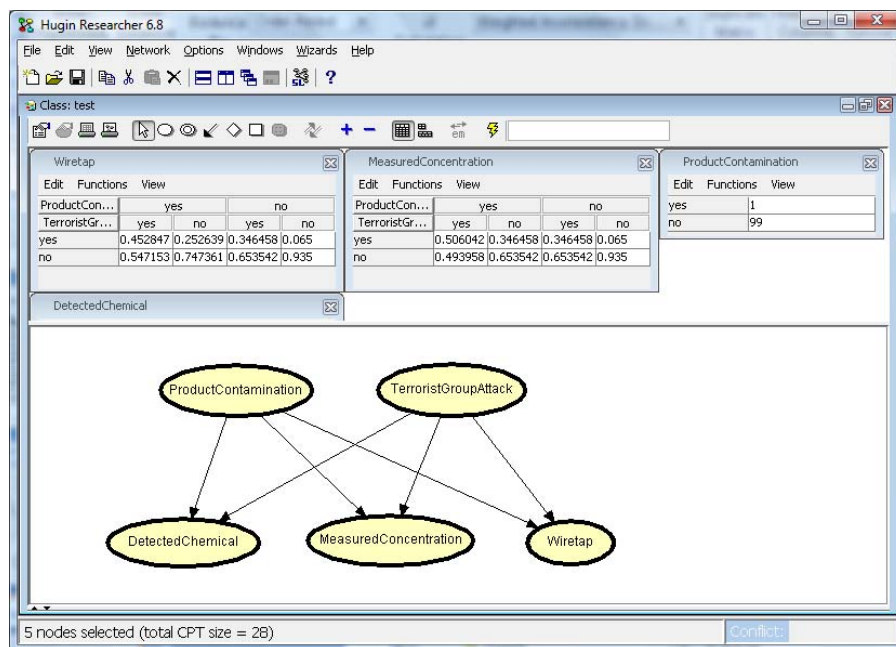 Hugin Researcher 6.8
File Edit View Network Options Windows Wizards Help
Class: test
em
Wiretap
Edit Functions View
ProductCon... yes no
TerroristGr... yes no yes no
yes 0.452847 0.252639 0.346458 0.065
no 0.547153 0.747361 0.653542 0.935
MeasuredConcentration
Edit Functions View
ProductCon... yes no
TerroristGr... yes no yes no
yes 0.506042 0.346458 0.346458 0.065
no 0.493958 0.653542 0.653542 0.935
ProductContamination
Edit Functions View
yes 1
no 99
DetectedChemical
ProductContamination
TerroristGroupAttack
DetectedChemical
MeasuredConcentration
Wiretap
5 nodes selected (total CPT size = 28)
Conflict: